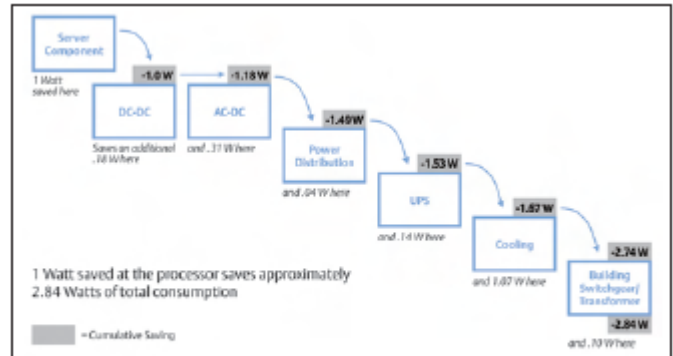 Server
Component
1 Watt
saved here
-1.0 W
DC-DC
Saves an additional
.18 W here
-1.18 W
AC-DC
and .31 W here
-1.49 W
Power
Distribution
and .04 W here
-1.53 W
UPS
and .14 W here
-1.67 W
Cooling
and 1.07 W here
-2.74 W
Building
Switchgear/
Transformer
-2.84 W
and .10 W here
1 Watt saved at the processor saves approximately
2.84 Watts of total consumption
=Cumulative Saving